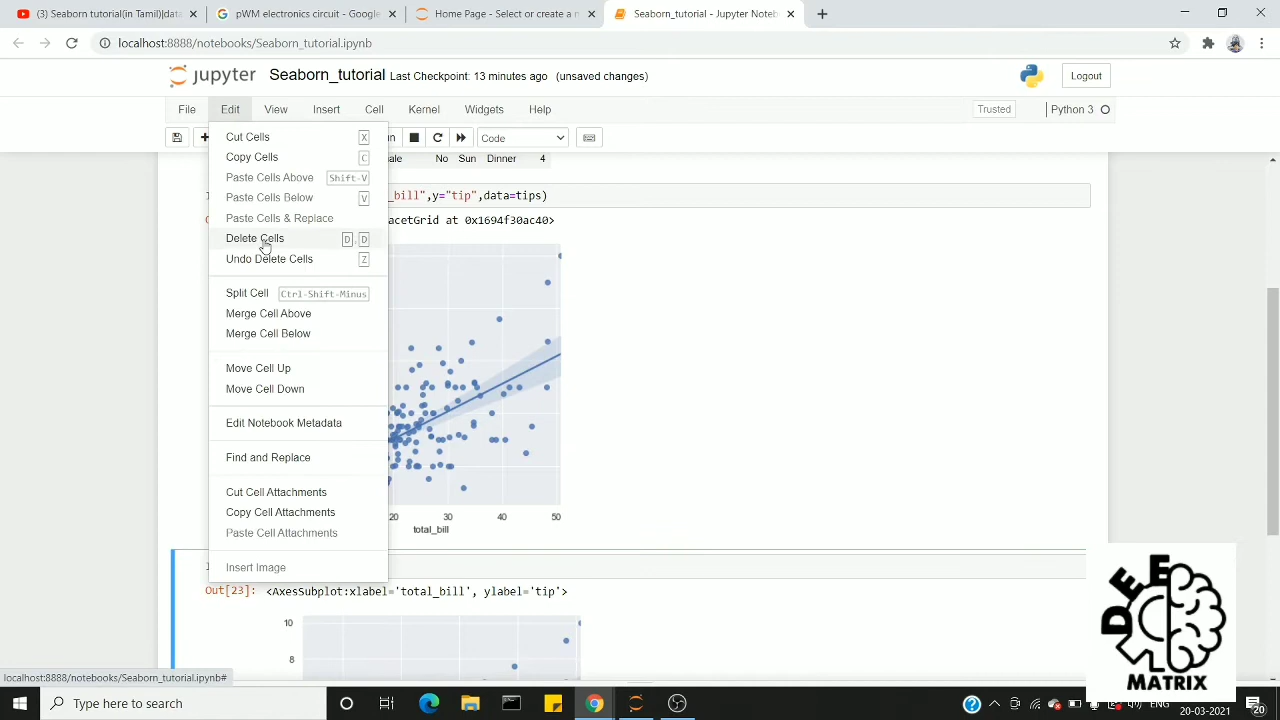 (3) Seaborn_tutorial(in Tamil)|dat
pWM electronics circuit - Google
Home Page - Select or create a n
Seaborn_tutorial - Jupyter Noteb
localhost:8888/notebooks/Seaborn_tutorial.ipynb
jupyter Seaborn_tutorial Last Checkpoint: 13 minutes ago (unsaved changes)
Logout
File Edit View Insert Cell Kernel Widgets Help
Trusted
Python 3
Code
Cut Cells X
Copy Cells C
Paste Cells Above Shift-V
Paste Cells Below V
Paste Cells & Replace
Delete Cells D,D
Undo Delete Cells Z
Split Cell Ctrl-Shift-Minus
Merge Cell Above
Merge Cell Below
Move Cell Up
Move Cell Down
Edit Notebook Metadata
Find and Replace
Cut Cell Attachments
Copy Cell Attachments
Paste Cell Attachments
Insert Image
ale No Sun Dinner 4
_bill",y="tip",data=tips)
acetGrid at 0x1694f30ac40>
20 30 40 50
total_bill
Out[23]: <AxesSubplot:xlabel='total_bill', ylabel='tip'>
10
8
localhost:8888/notebooks/Seaborn_tutorial.ipynb#
DEE
MATRIX
Type here to search
ENG
20-03-2021
20